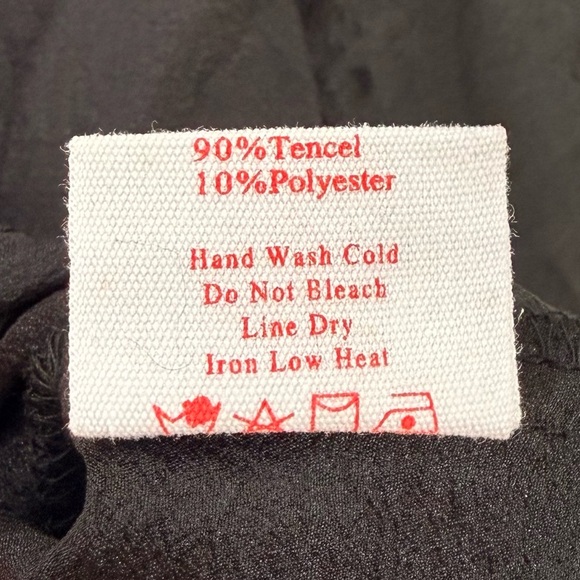 90%Tencel
10%Polyester
Hand Wash Cold
Do Not Bleach
Line Dry
Iron Low Heat